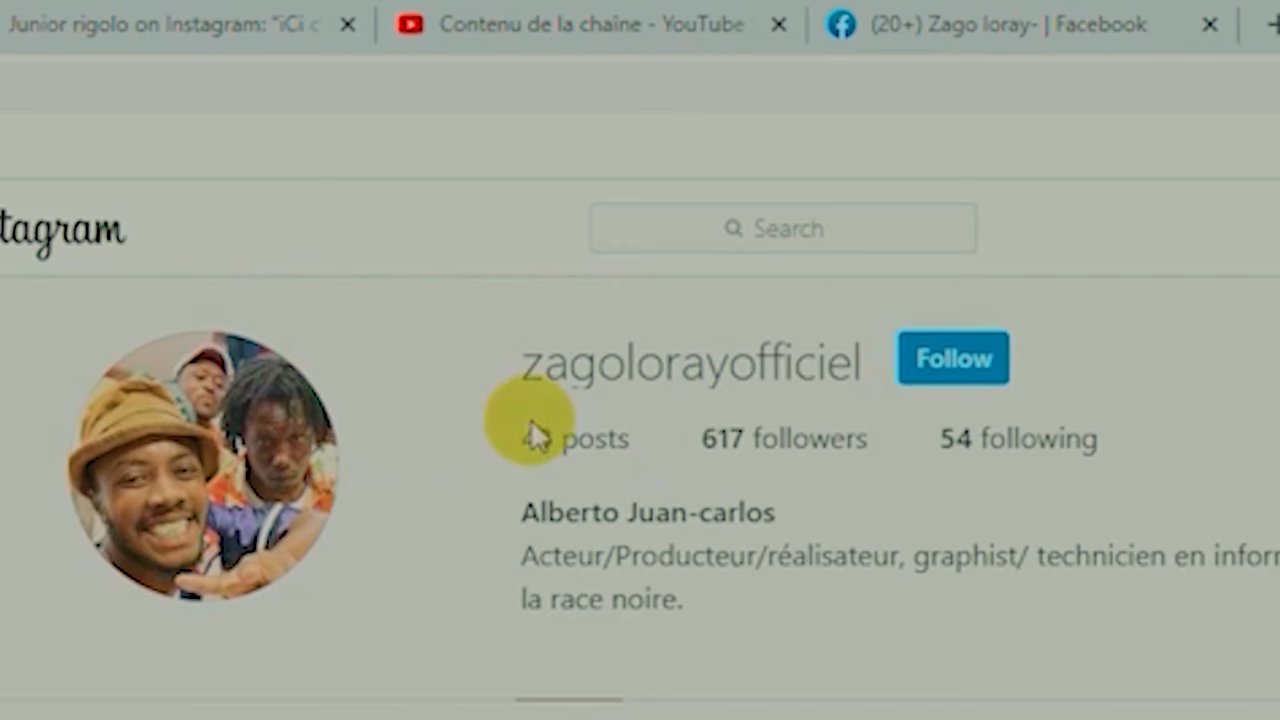 Junior rigolo on Instagram: "iCi c
Contenu de la chaîne - YouTube
(20+) Zago loray- | Facebook
tagram
Search
zagolorayofficiel
Follow
posts
617 followers
54 following
Alberto Juan-carlos
Acteur/Producteur/réalisateur, graphist/ technicien en infor
la race noire.